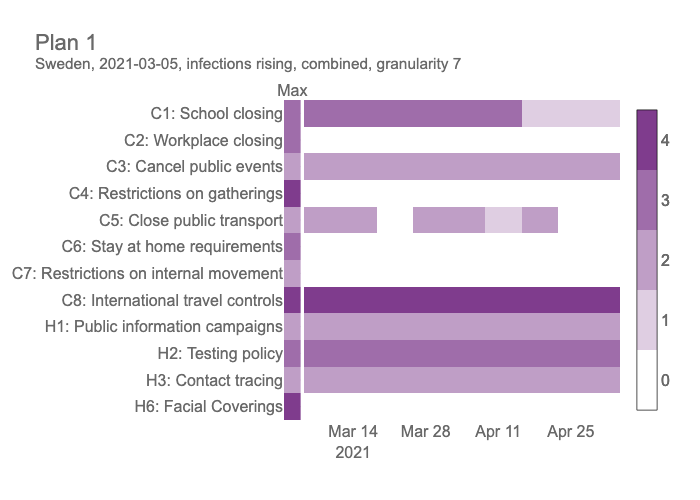 Plan 1
Sweden, 2021-03-05, infections rising, combined, granularity 7
Max
C1: School closing
C2: Workplace closing
C3: Cancel public events
C4: Restrictions on gatherings
C5: Close public transport
C6: Stay at home requirements
C7: Restrictions on internal movement
C8: International travel controls
H1: Public information campaigns
H2: Testing policy
H3: Contact tracing
H6: Facial Coverings
Mar 14 Mar 28 Apr 11 Apr 25
2021
4
3
2
1
0